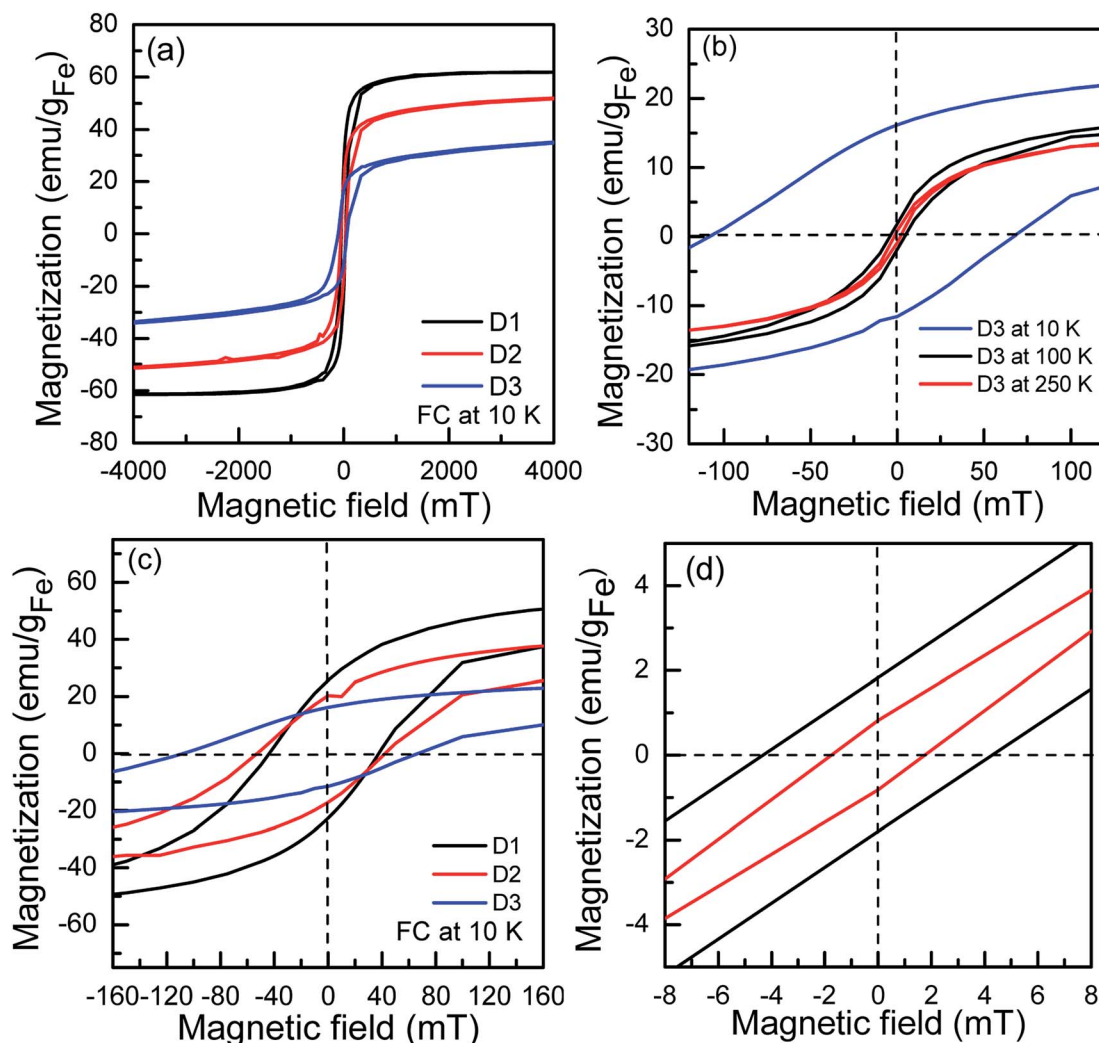 (a)
80
60
40
20
0
-20
-40
-60
-80
Magnetization (emu/gFe)
D1
D2
D3
FC at 10 K
-4000 -2000 0 2000 4000
Magnetic field (mT)
(b)
30
20
10
0
-10
-20
-30
Magnetization (emu/gFe)
D3 at 10 K
D3 at 100 K
D3 at 250 K
-100 -50 0 50 100
Magnetic field (mT)
(c)
60
40
20
0
-20
-40
-60
Magnetization (emu/gFe)
D1
D2
D3
FC at 10 K
-160 -120 -80 -40 0 40 80 120 160
Magnetic field (mT)
(d)
4
2
0
-2
-4
Magnetization (emu/gFe)
-8 -6 -4 -2 0 2 4 6 8
Magnetic field (mT)